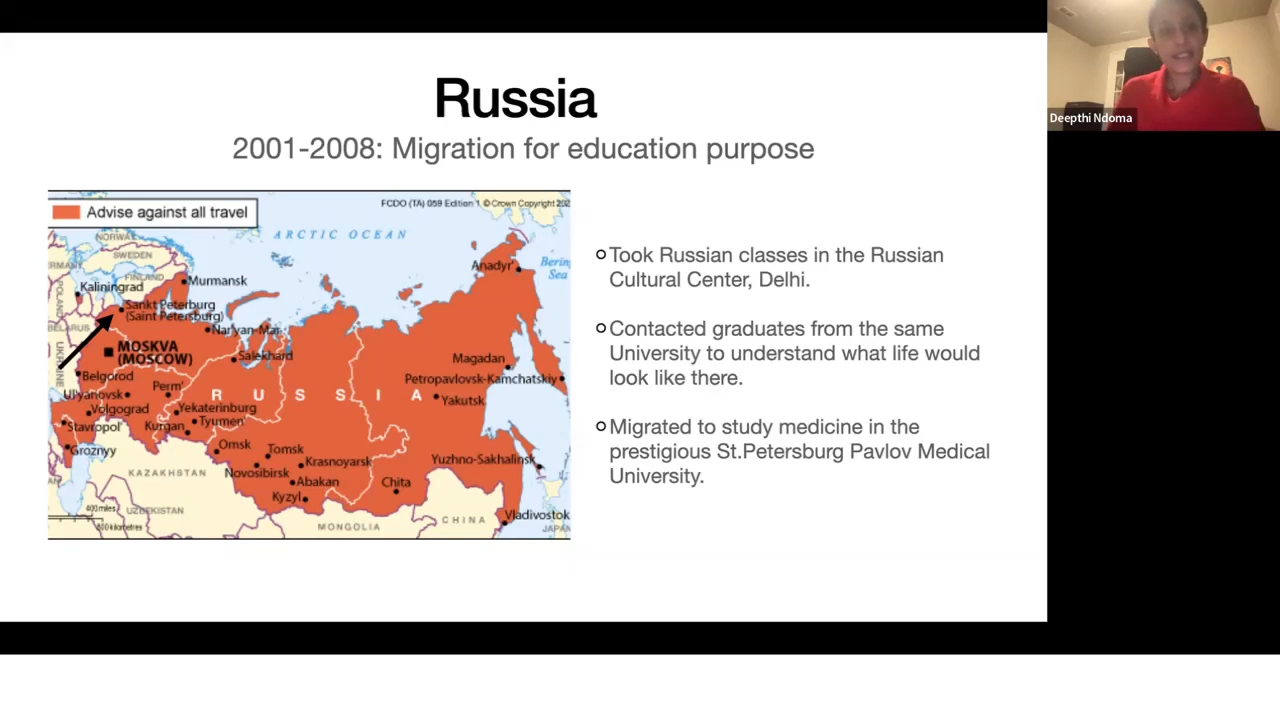 Russia
2001-2008: Migration for education purpose
Deepthi Ndoma
Advise against all travel
FCDO (TA) 059 Edition 1 © Crown Copyright 202
ARCTIC OCEAN
NORWAY
SWEDEN
FINLAND
POLAND
BELARUS
UKRAINE
Kaliningrad
Murmansk
Sankt Peterburg
(Saint Petersburg)
Nar'yan-Mar
Anadyr'
Bering
Sea
MOSKVA
(MOSCOW)
Salekhard
Magadan
Belgorod
Perm'
Petropavlovsk-Kamchatskiy
RUSSIA
Ul'yanovsk
Yakutsk
Volgograd
Yekaterinburg
Tyumen'
Stavropol'
Kurgan
Groznyy
Omsk
Tomsk
Krasnoyarsk
Yuzhno-Sakhalinsk
Novosibirsk
Abakan
Chita
Kyzyl
KAZAKHSTAN
UZBEKISTAN
MONGOLIA
CHINA
Vladivostok
JAPAN
400 miles
Took Russian classes in the Russian
Cultural Center, Delhi.
Contacted graduates from the same
University to understand what life would
look like there.
Migrated to study medicine in the
prestigious St.Petersburg Pavlov Medical
University.